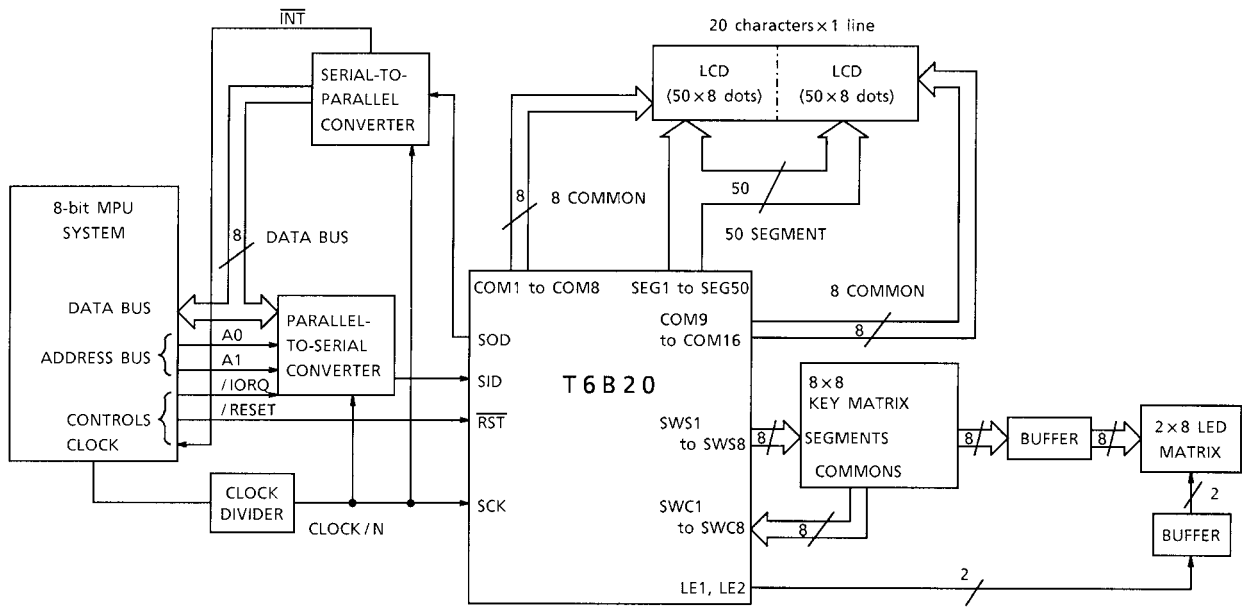 INT
20 characters×1 line
SERIAL-TO-
PARALLEL
CONVERTER
LCD
(50×8 dots)
LCD
(50×8 dots)
8-bit MPU
SYSTEM
8
DATA BUS
8
8 COMMON
50
50 SEGMENT
DATA BUS
ADDRESS BUS
A0
A1
/IORQ
/RESET
CONTROLS
CLOCK
PARALLEL-
TO-SERIAL
CONVERTER
CLOCK
DIVIDER
CLOCK/N
COM1 to COM8
SEG1 to SEG50
COM9
to COM16
8 COMMON
8
SOD
SID
RST
SCK
T6B20
SWS1
to SWS8
8
SWC1
to SWC8
8
LE1, LE2
2
8×8
KEY MATRIX
SEGMENTS
COMMONS
8
BUFFER
8
2×8 LED
MATRIX
2
BUFFER